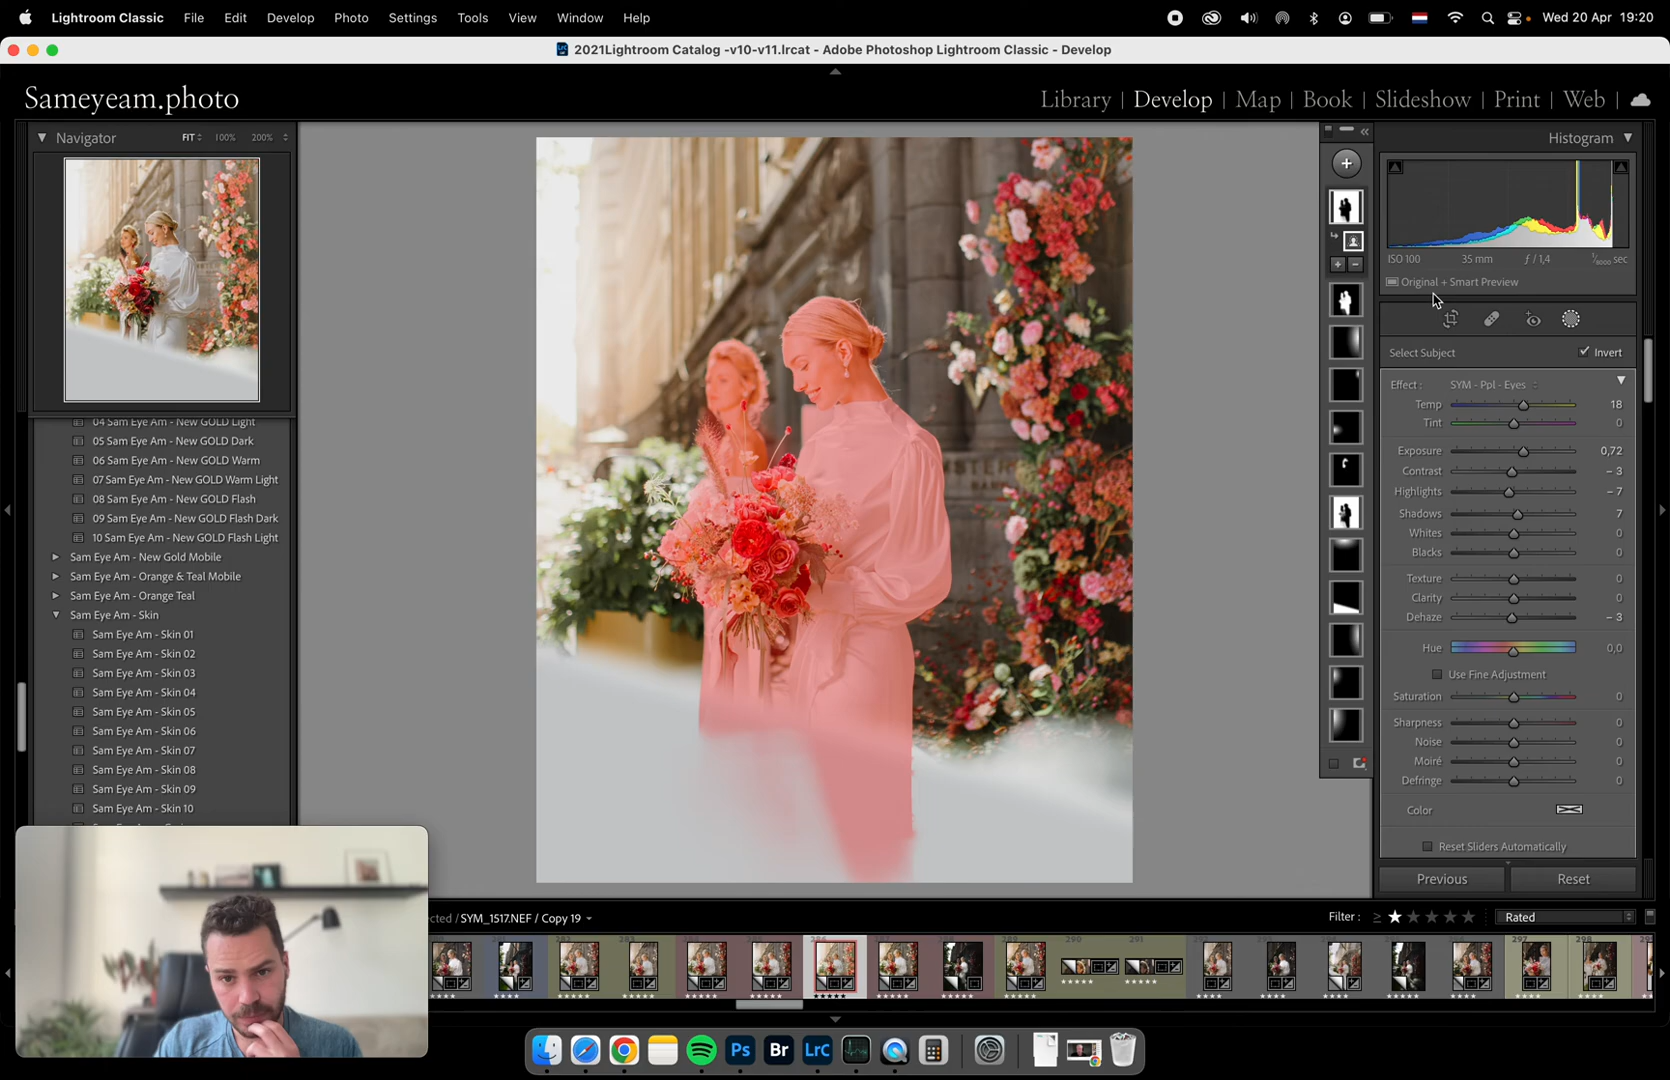 Lightroom Classic File Edit Develop Photo Settings Tools View Window Help Wed 20 Apr 19:20
2021Lightroom Catalog -v10-v11.lrcat - Adobe Photoshop Lightroom Classic - Develop
Sameyeam.photo
Library | Develop | Map | Book | Slideshow | Print | Web
Navigator FIT 100% 200%
04 Sam Eye Am - New GOLD Light
05 Sam Eye Am - New GOLD Dark
06 Sam Eye Am - New GOLD Warm
07 Sam Eye Am - New GOLD Warm Light
08 Sam Eye Am - New GOLD Flash
09 Sam Eye Am - New GOLD Flash Dark
10 Sam Eye Am - New GOLD Flash Light
Sam Eye Am - New Gold Mobile
Sam Eye Am - Orange & Teal Mobile
Sam Eye Am - Orange Teal
Sam Eye Am - Skin
Sam Eye Am - Skin 01
Sam Eye Am - Skin 02
Sam Eye Am - Skin 03
Sam Eye Am - Skin 04
Sam Eye Am - Skin 05
Sam Eye Am - Skin 06
Sam Eye Am - Skin 07
Sam Eye Am - Skin 08
Sam Eye Am - Skin 09
Sam Eye Am - Skin 10
Histogram
ISO 100 35 mm ƒ / 1,4 1/8000 sec
Original + Smart Preview
Select Subject Invert
Effect : SYM - Ppl - Eyes
Temp 18
Tint 0
Exposure 0,72
Contrast – 3
Highlights – 7
Shadows 7
Whites 0
Blacks 0
Texture 0
Clarity 0
Dehaze – 3
Hue 0,0
Use Fine Adjustment
Saturation 0
Sharpness 0
Noise 0
Moiré 0
Defringe 0
Color
Reset Sliders Automatically
Previous Reset
/ SYM_1517.NEF / Copy 19
Filter : ≥ ★★★★★ Rated
290 291 297 298
Ps Br LrC